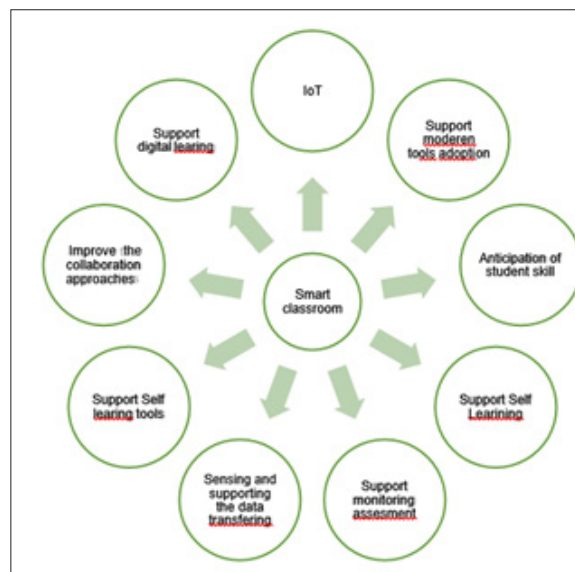 IoT
Support
moderen
tools adoption
Anticipation of
student skill
Support Self
Learining
Support
monitoring
assesment
Sensing and
supporting
the data
transfering
Support Self
learing tools
Improve the
collaboration
approaches
Support
digital learing
Smart
classroom